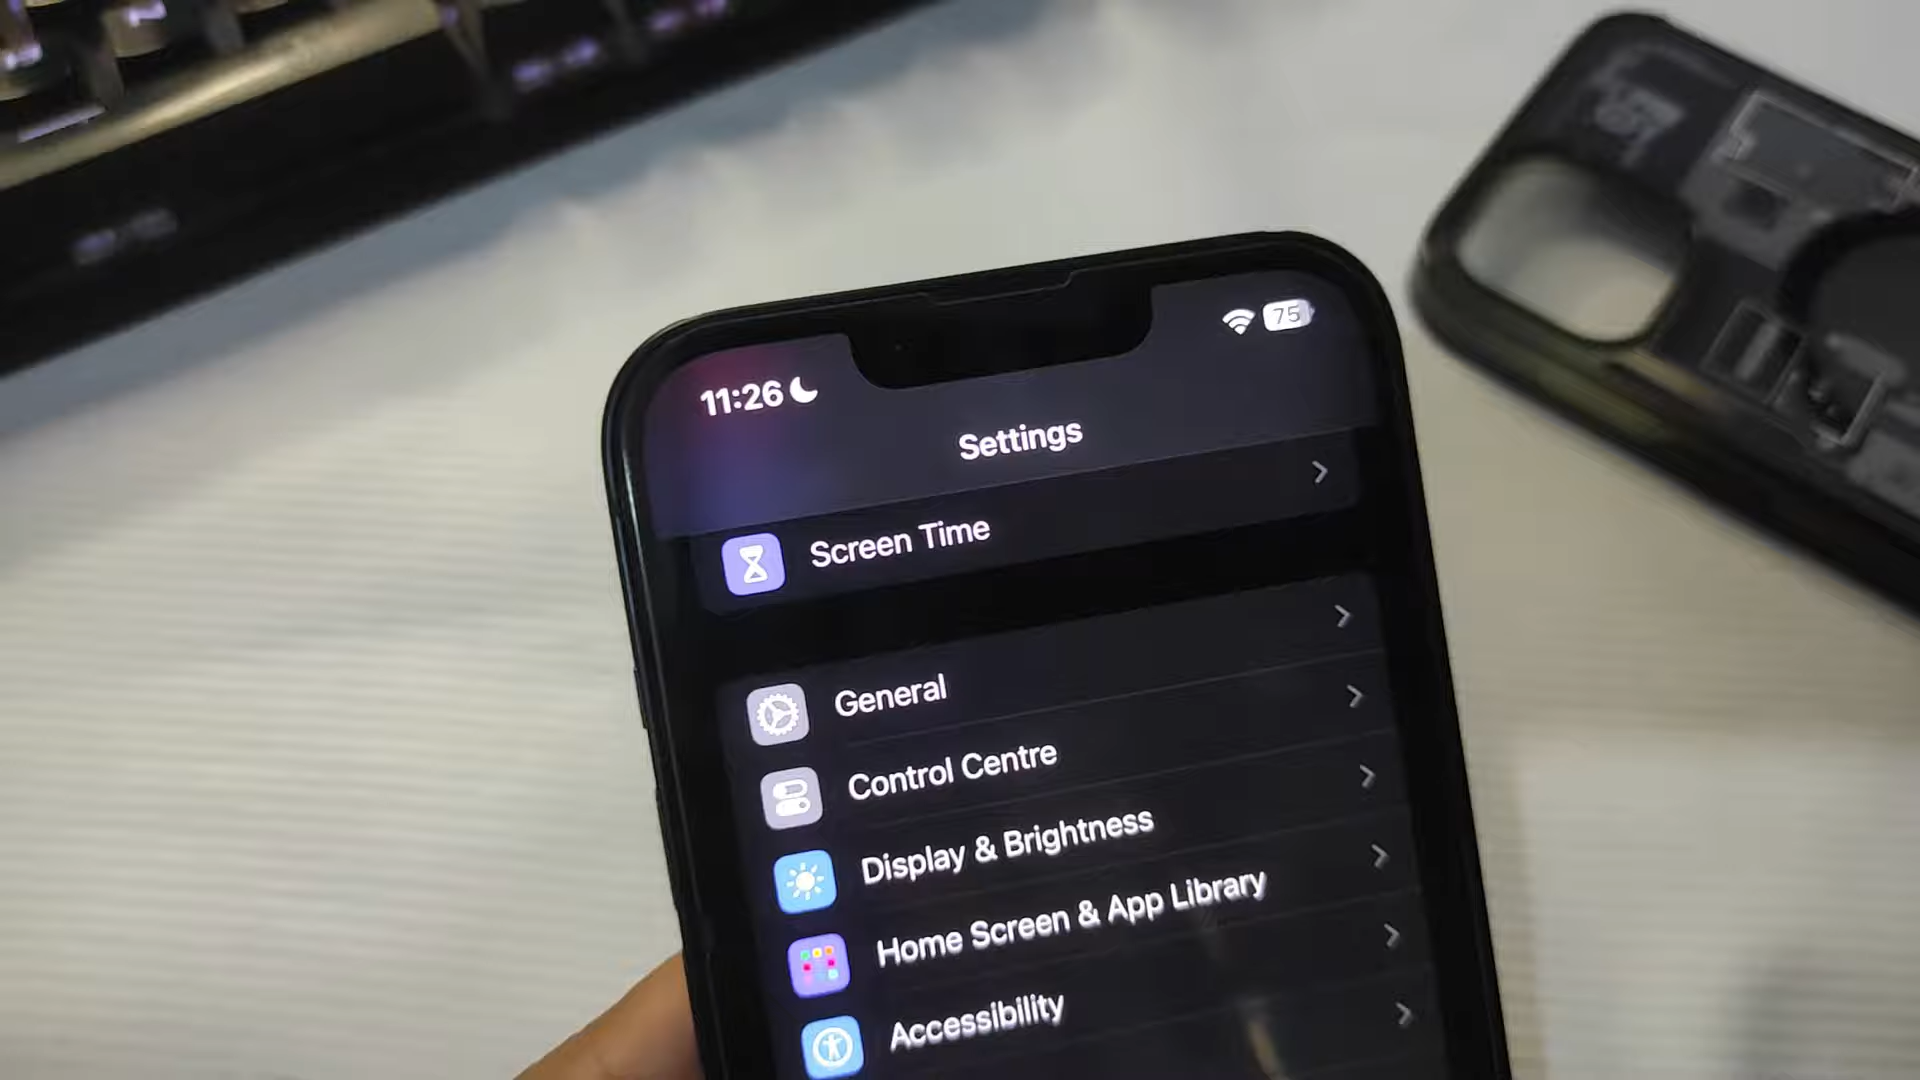 11:26
75
Settings
Screen Time
General
Control Centre
Display & Brightness
Home Screen & App Library
Accessibility